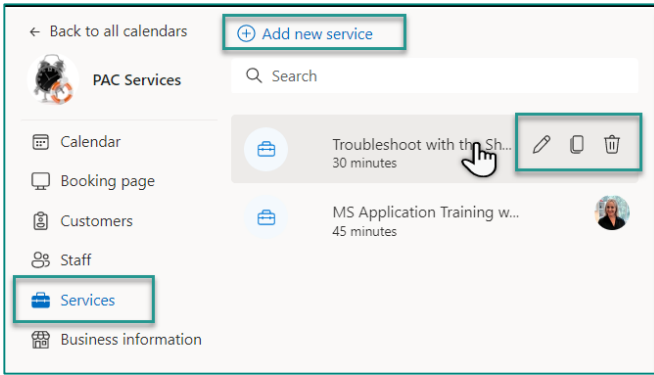 Back to all calendars
PAC Services
Calendar
Booking page
Customers
Staff
Services
Business information
Add new service
Search
Troubleshoot with the Sh...
30 minutes
MS Application Training w...
45 minutes